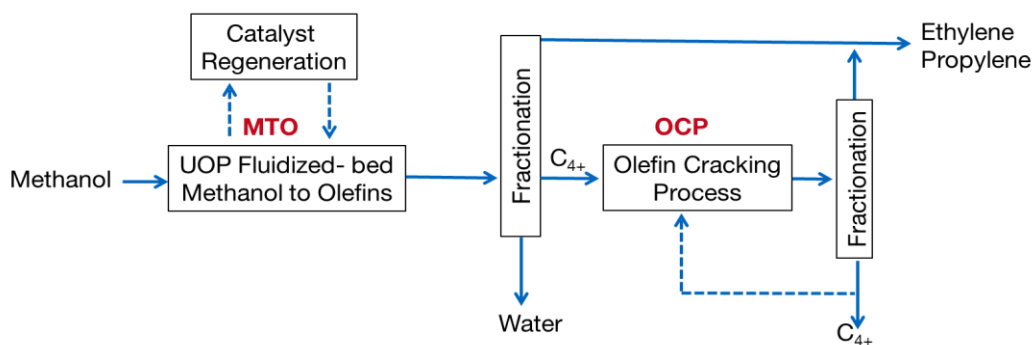 Catalyst
Regeneration
MTO
UOP Fluidized- bed
Methanol to Olefins
Methanol
Fractionation
Water
C4+
OCP
Olefin Cracking
Process
Fractionation
C4+
Ethylene
Propylene